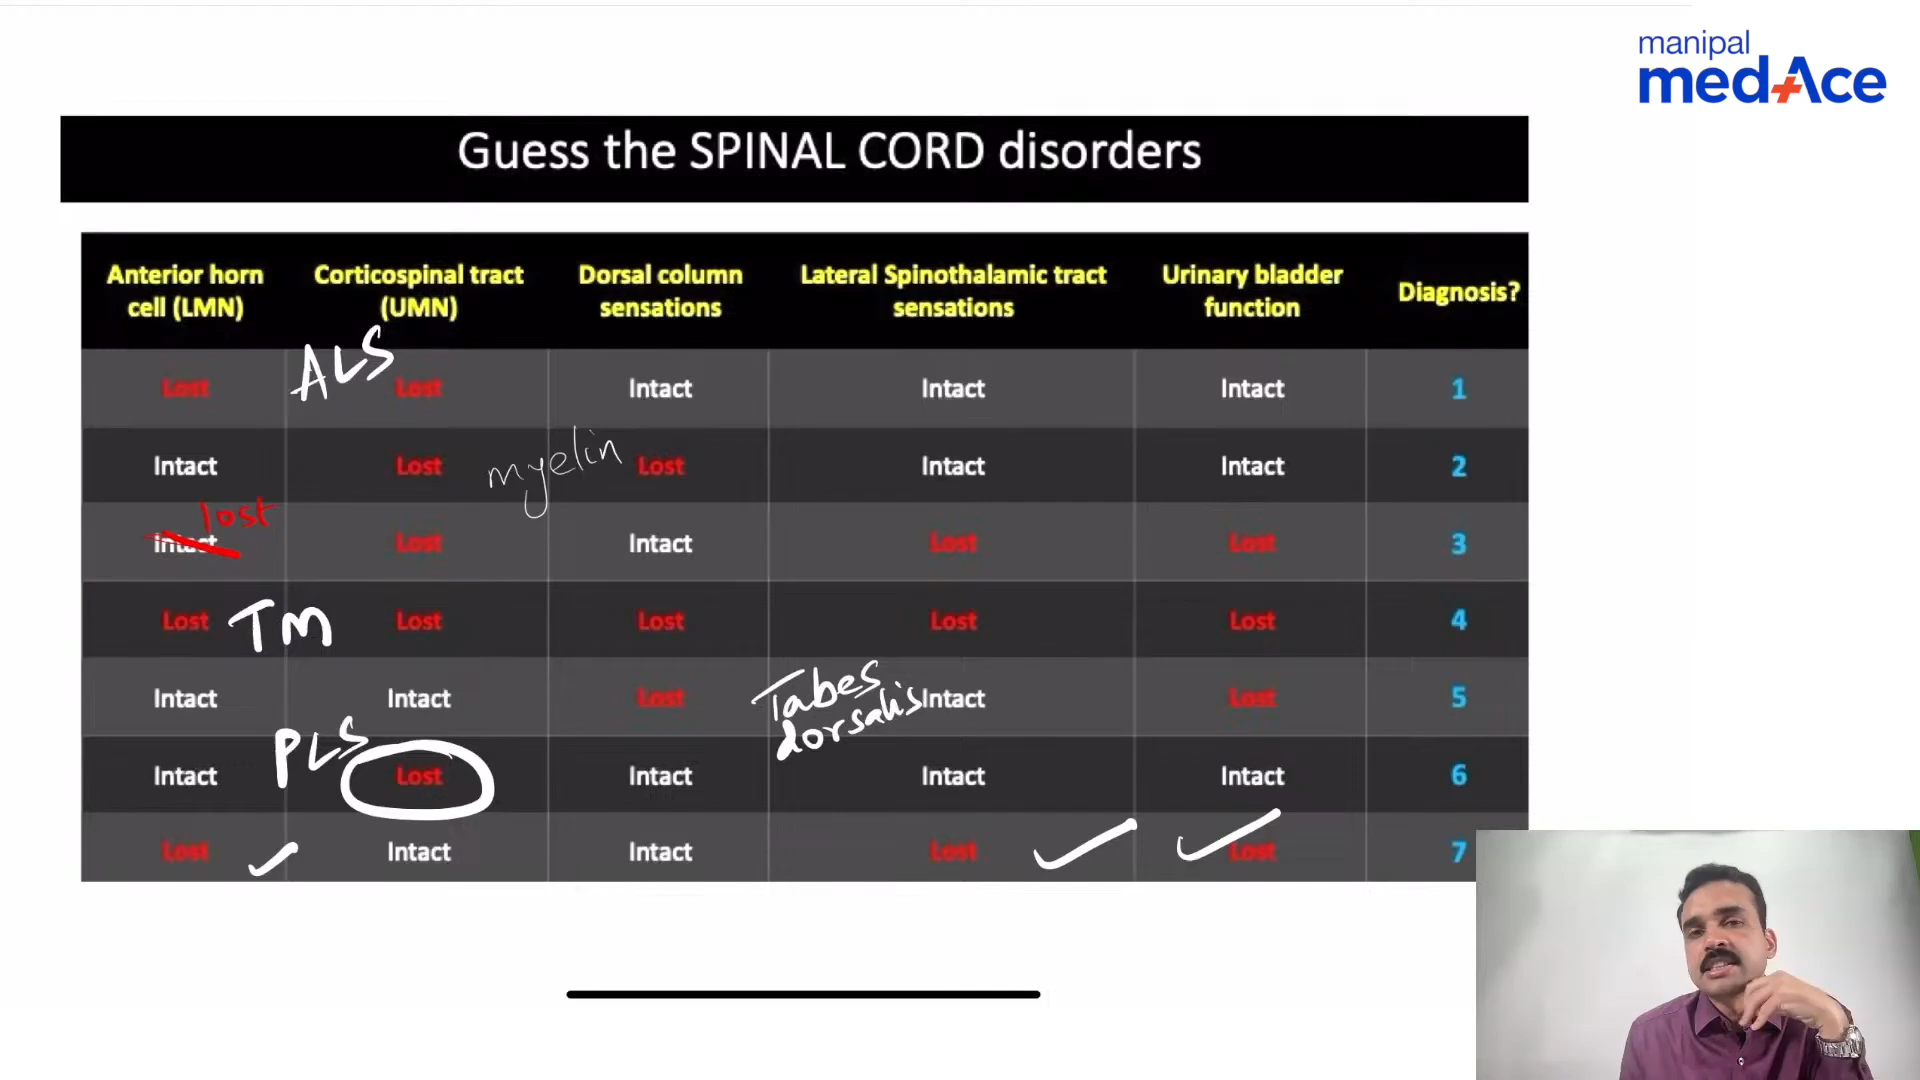 manipal
medAce
Guess the SPINAL CORD disorders
Anterior horn cell (LMN) Corticospinal tract (UMN) Dorsal column sensations Lateral Spinothalamic tract sensations Urinary bladder function Diagnosis?
Lost ALS Lost Intact Intact Intact 1
Intact Lost myelin Lost Intact Intact 2
lost
Intact Lost Intact Lost Lost 3
Lost TM Lost Lost Lost Lost 4
Intact Intact Lost Tabes dorsalis Intact Lost 5
Intact PLS Lost Intact Intact Intact 6
Lost Intact Intact Lost Lost 7